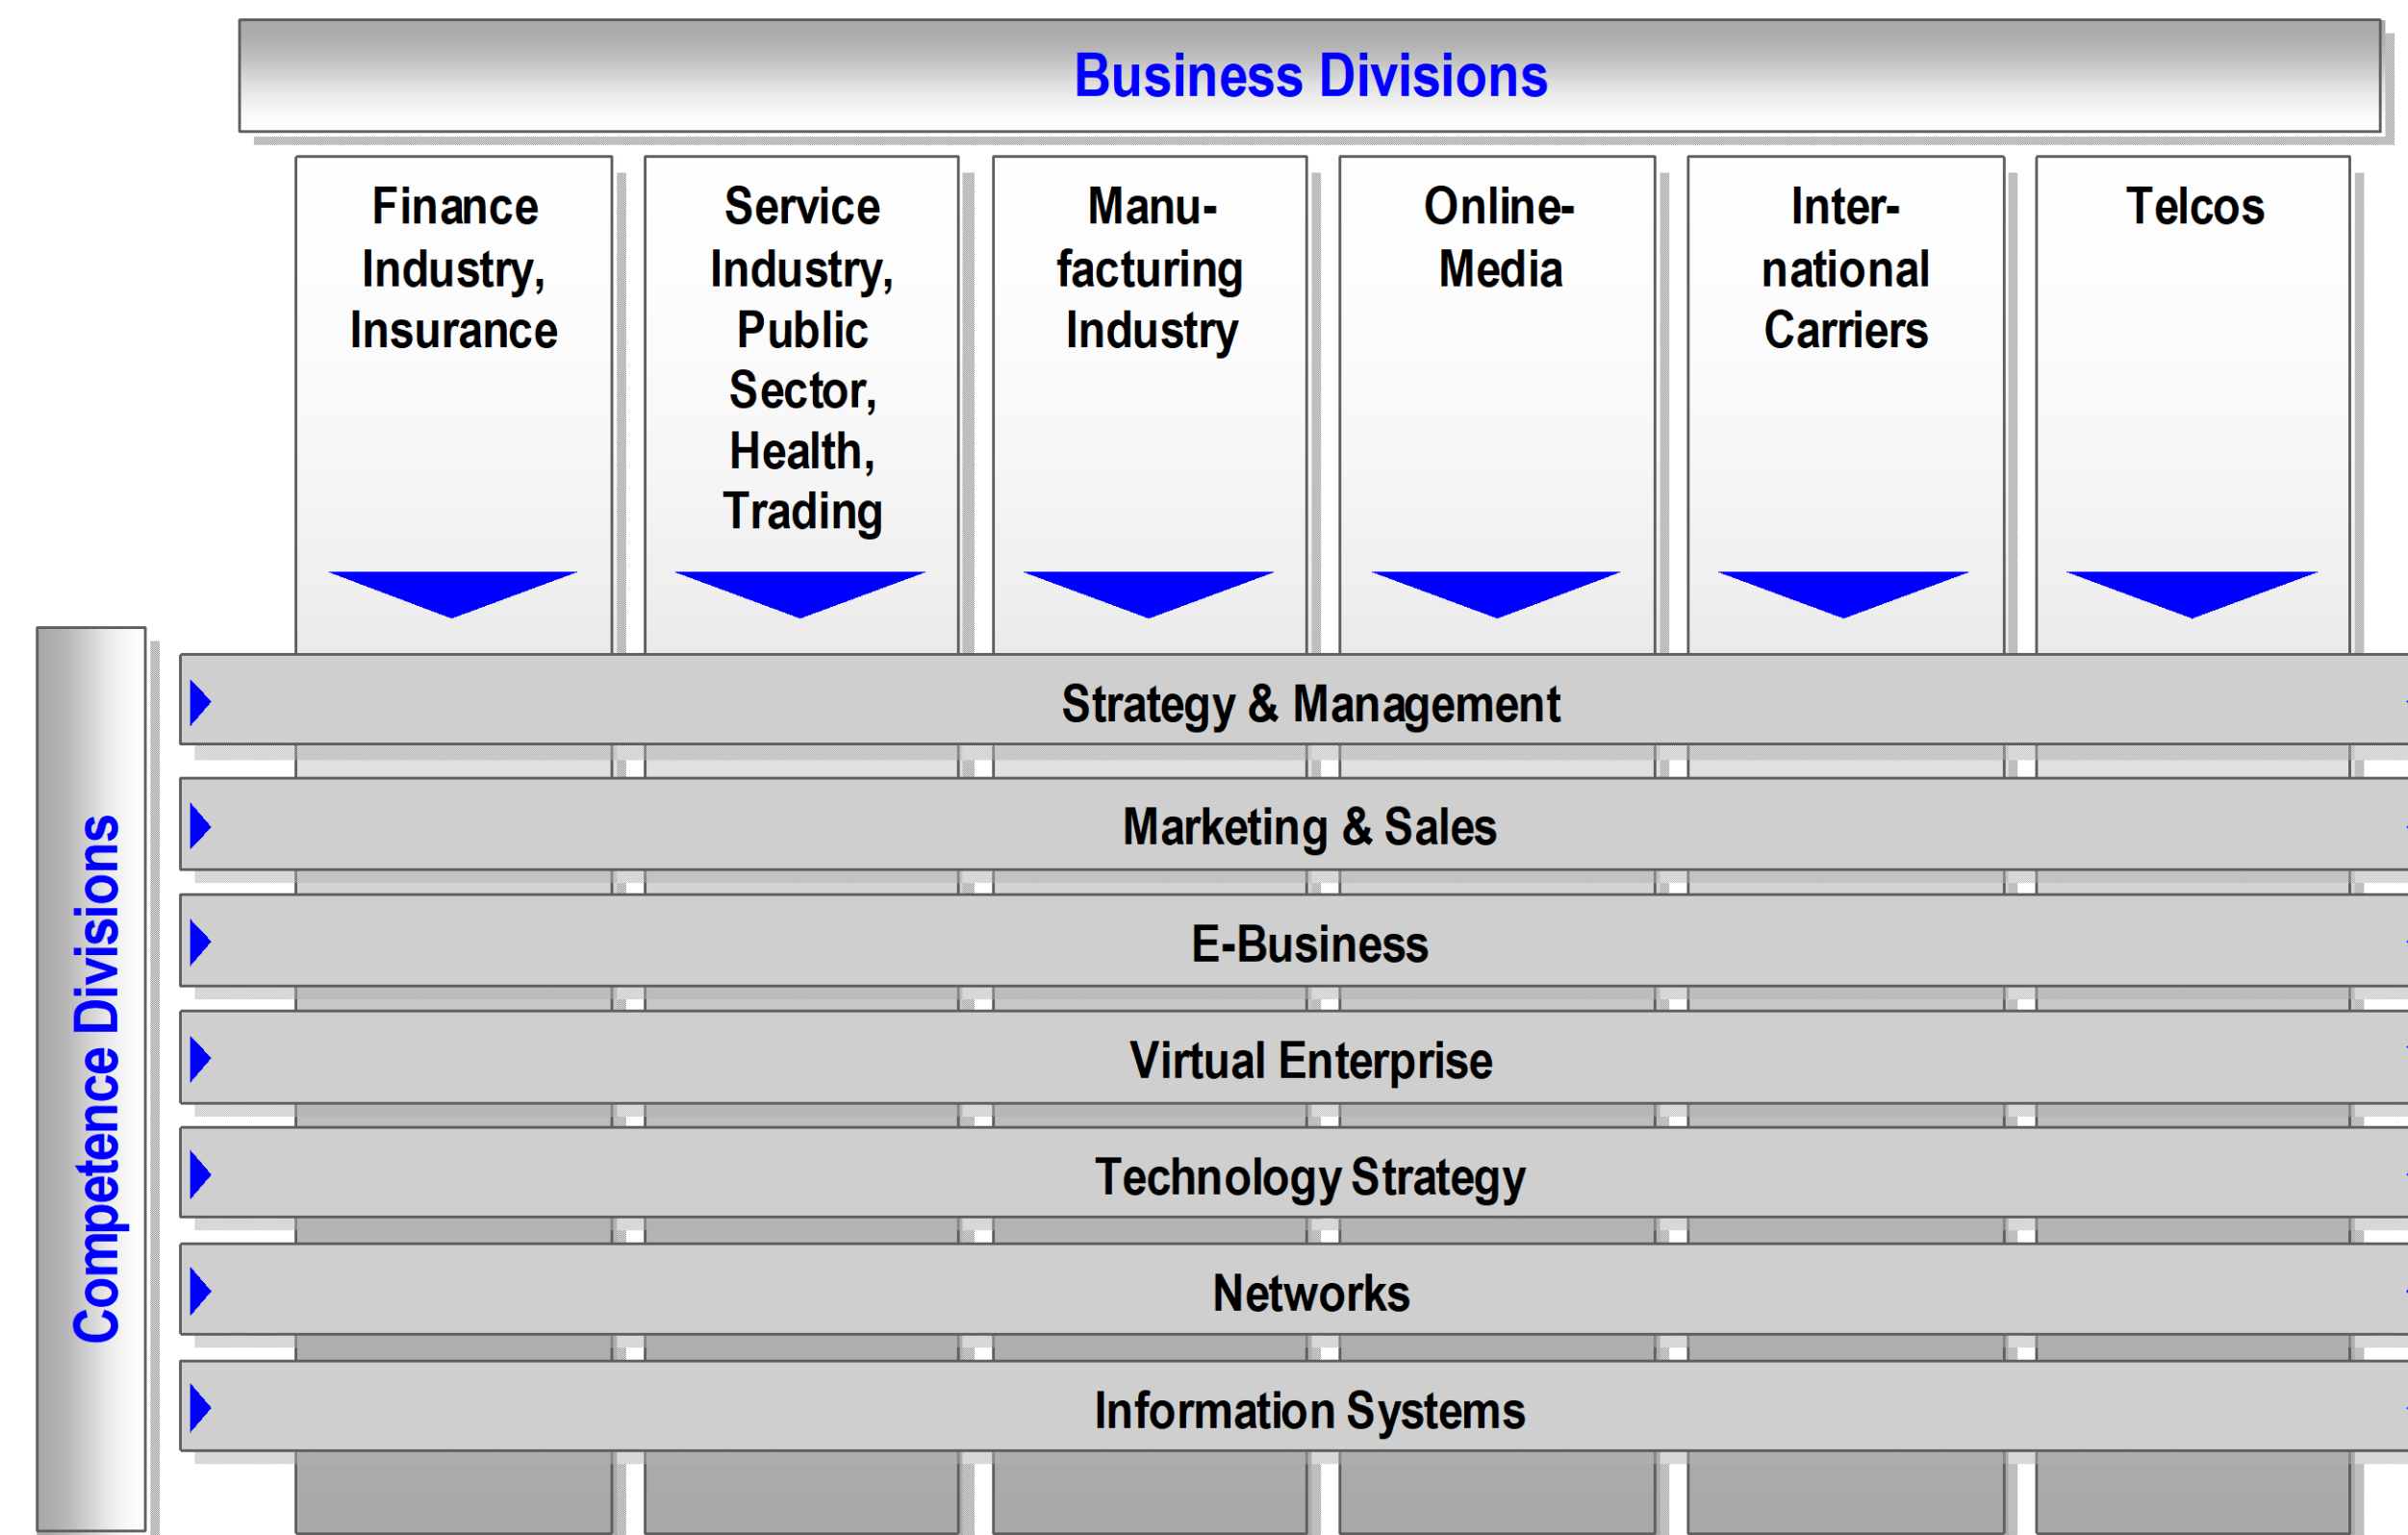 Business Divisions
Finance
Industry,
Insurance
Service
Industry,
Public
Sector,
Health,
Trading
Manu-
facturing
Industry
Online-
Media
Inter-
national
Carriers
Telcos
Competence Divisions
Strategy & Management
Marketing & Sales
E-Business
Virtual Enterprise
Technology Strategy
Networks
Information Systems